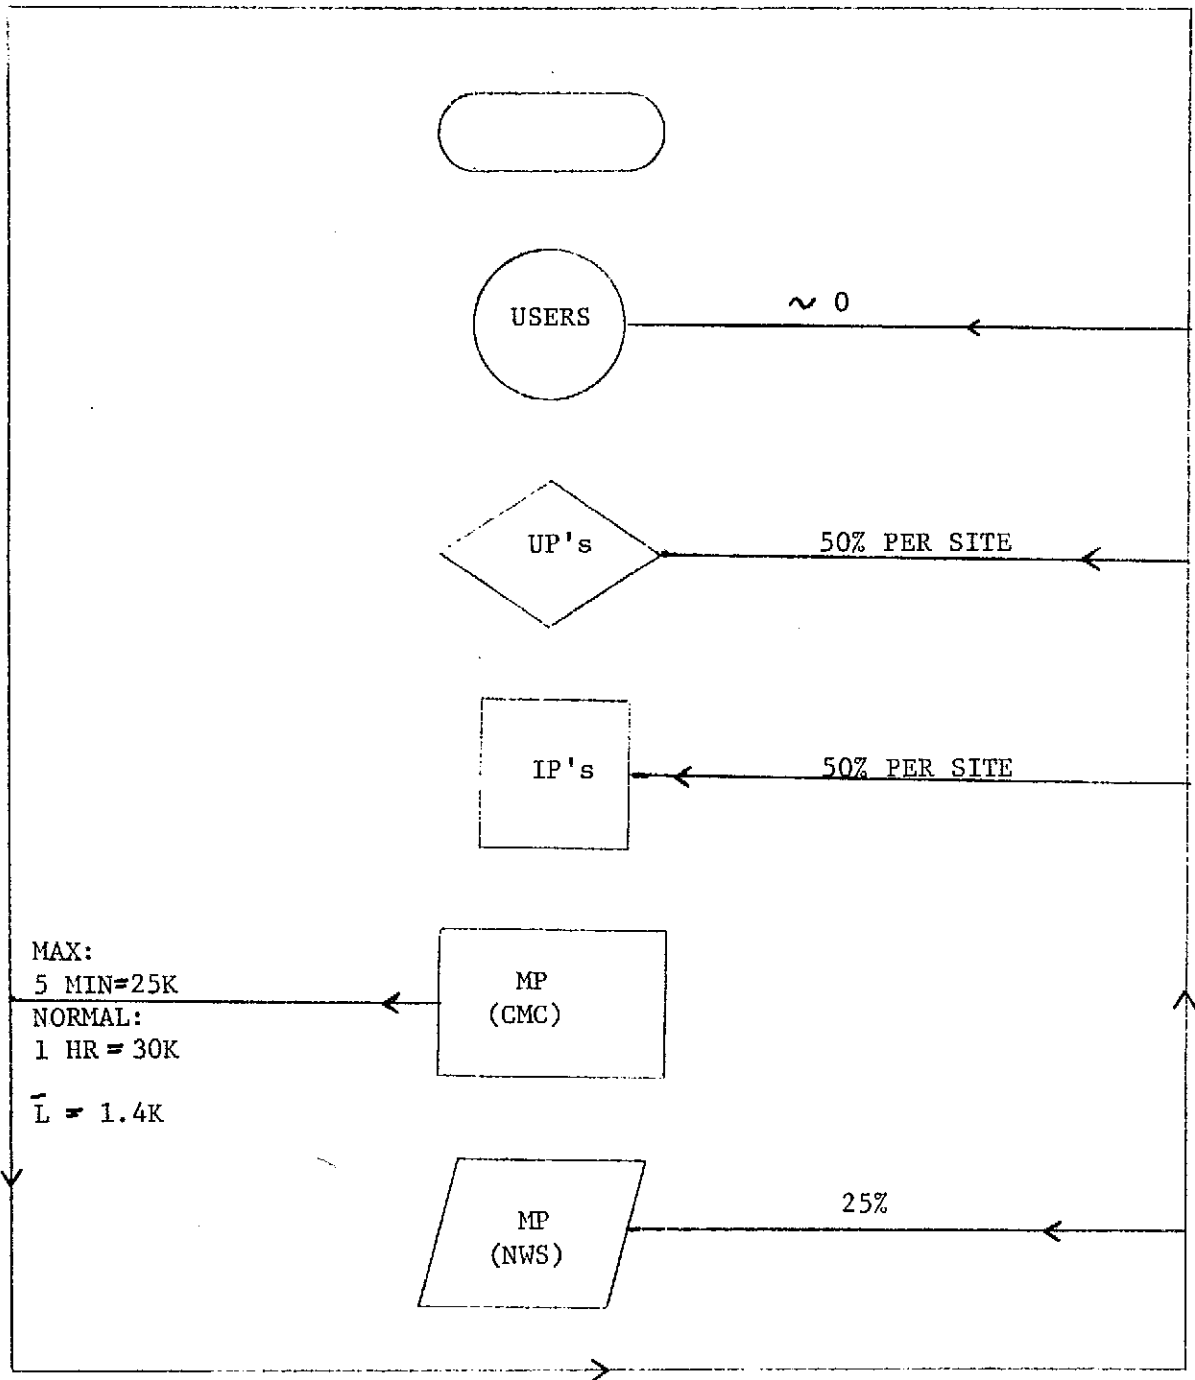 USERS
~ 0
UP's
50% PER SITE
IP's
50% PER SITE
MAX:
5 MIN=25K
NORMAL:
1 HR = 30K
L̄ = 1.4K
MP
(CMC)
MP
(NWS)
25%